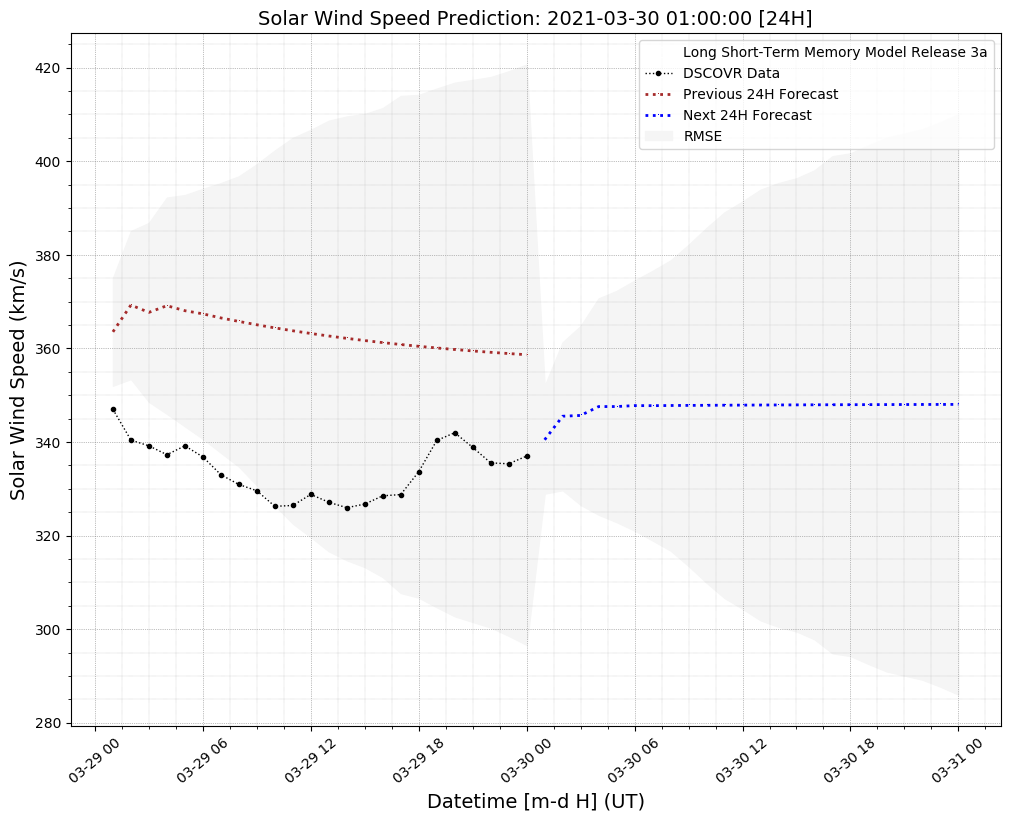 Solar Wind Speed Prediction: 2021-03-30 01:00:00 [24H]
Long Short-Term Memory Model Release 3a
DSCOVR Data
Previous 24H Forecast
Next 24H Forecast
RMSE
Solar Wind Speed (km/s)
420
400
380
360
340
320
300
280
03-29 00
03-29 06
03-29 12
03-29 18
03-30 00
03-30 06
03-30 12
03-30 18
03-31 00
Datetime [m-d H] (UT)